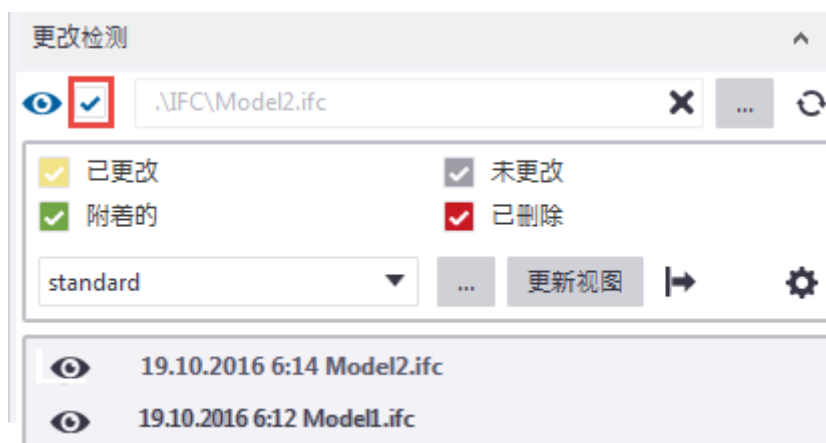 更改检测
.\IFC\Model2.ifc
...
已更改 未更改
附着的 已删除
standard ... 更新视图
19.10.2016 6:14 Model2.ifc
19.10.2016 6:12 Model1.ifc